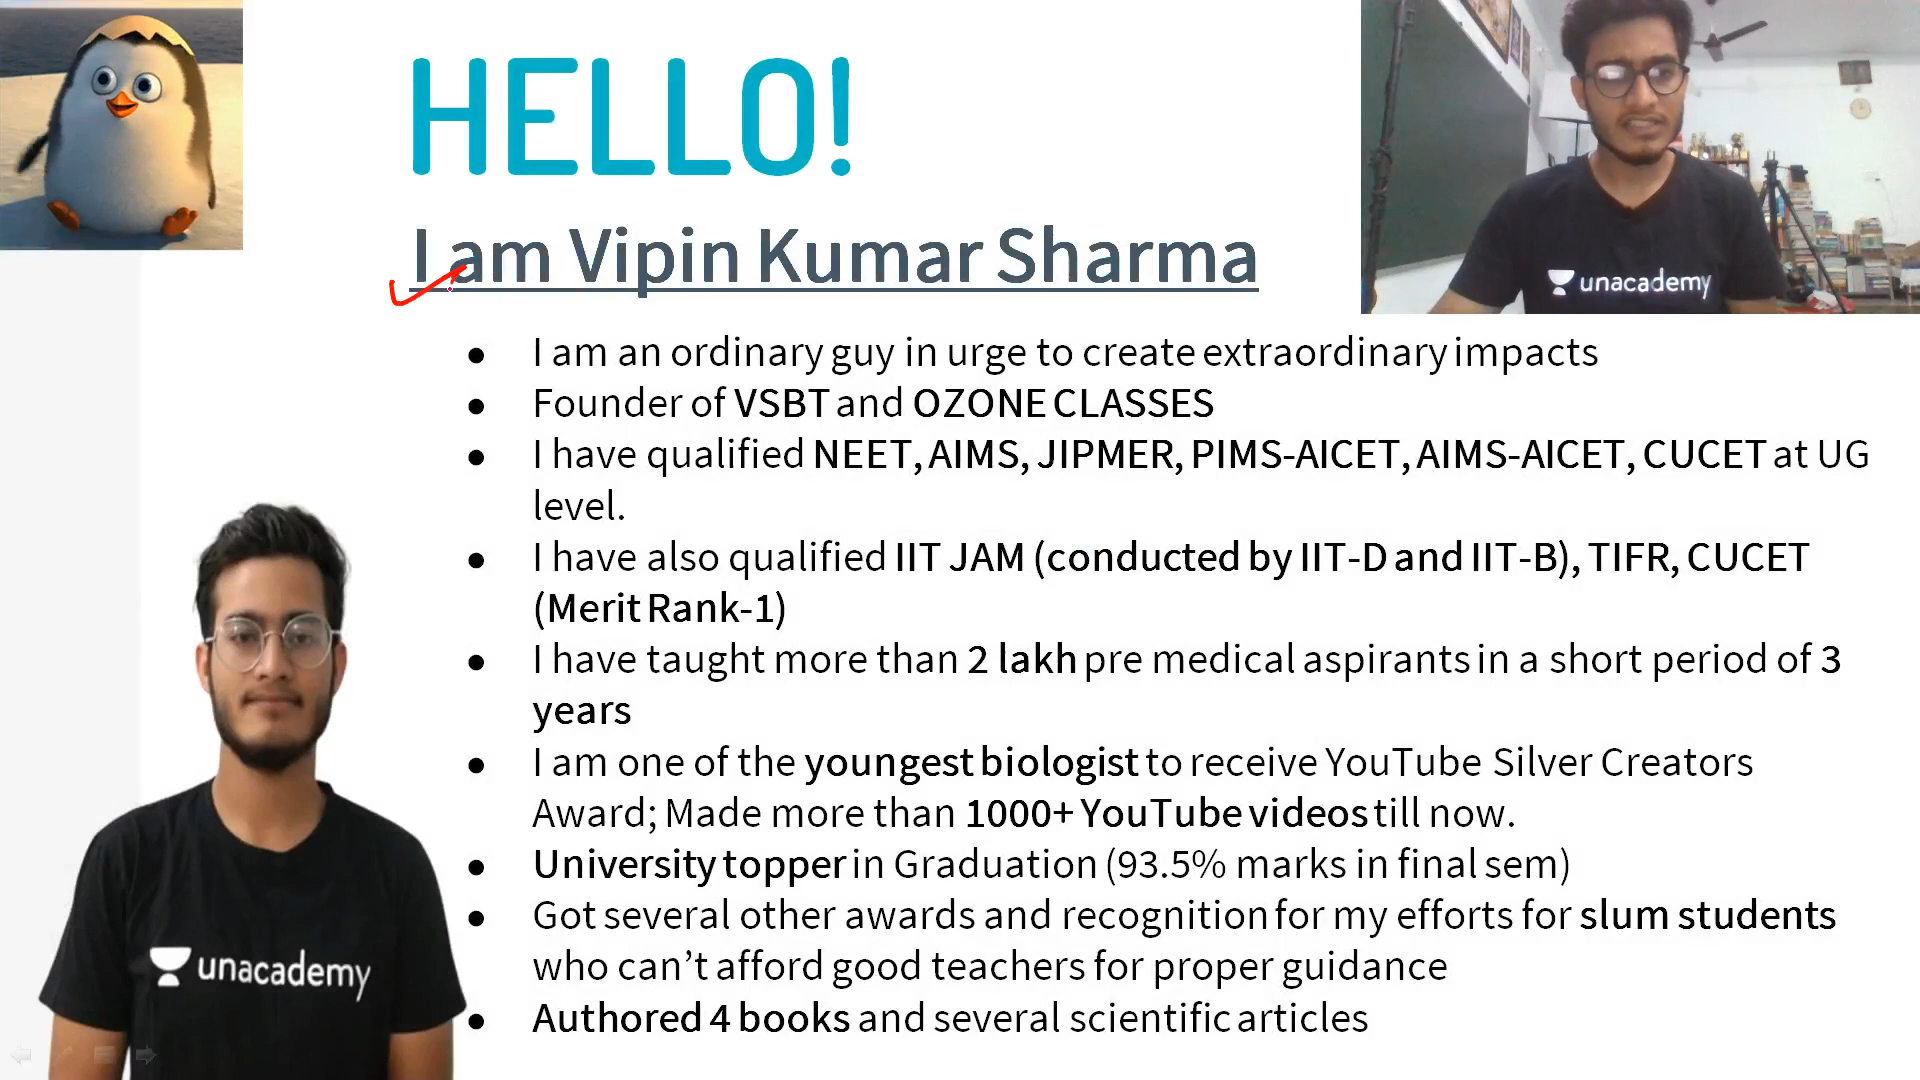 HELLO!
I am Vipin Kumar Sharma
unacademy
● I am an ordinary guy in urge to create extraordinary impacts
● Founder of VSBT and OZONE CLASSES
● I have qualified NEET, AIMS, JIPMER, PIMS-AICET, AIMS-AICET, CUCET at UG
level.
● I have also qualified IIT JAM (conducted by IIT-D and IIT-B), TIFR, CUCET
(Merit Rank-1)
● I have taught more than 2 lakh pre medical aspirants in a short period of 3
years
● I am one of the youngest biologist to receive YouTube Silver Creators
Award; Made more than 1000+ YouTube videos till now.
● University topper in Graduation (93.5% marks in final sem)
● Got several other awards and recognition for my efforts for slum students
who can’t afford good teachers for proper guidance
● Authored 4 books and several scientific articles
unacademy